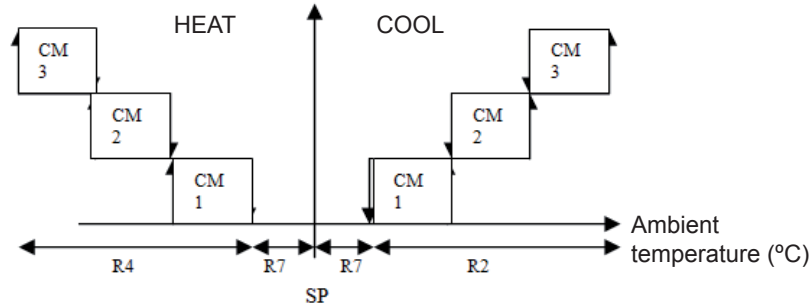 HEAT
COOL
CM
3
CM
3
CM
2
CM
2
CM
1
CM
1
Ambient
temperature (ºC)
R4
R7
R7
R2
SP